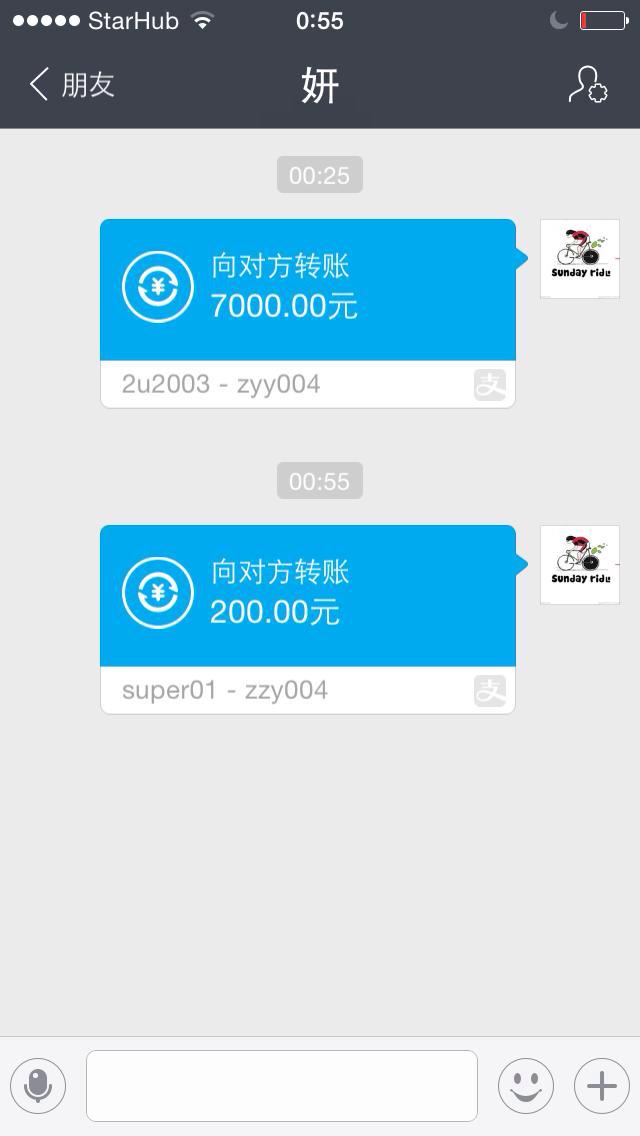 StarHub 0:55
朋友 妍
00:25
向对方转账
7000.00元
2u2003 - zyy004
支
Sunday ride
00:55
向对方转账
200.00元
super01 - zzy004
支
Sunday ride